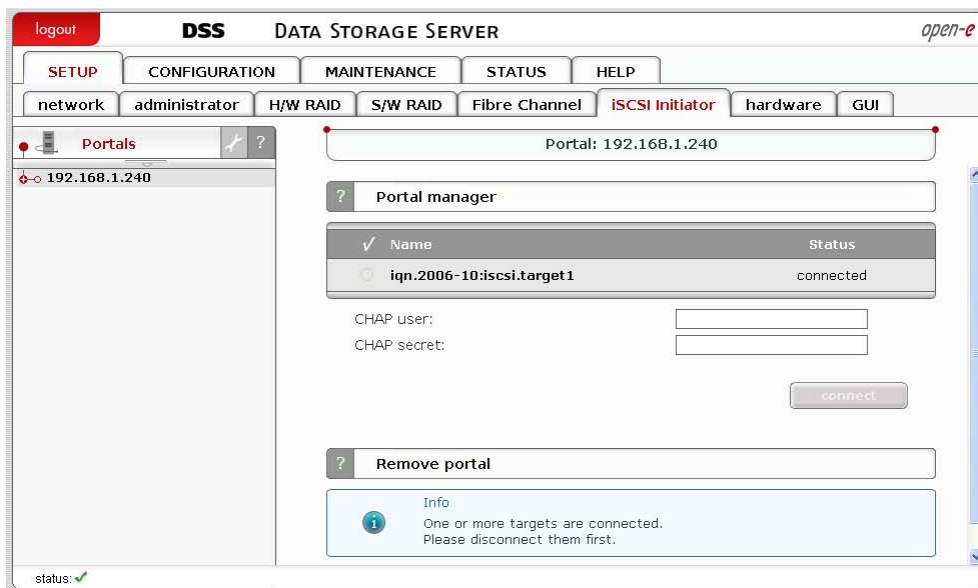 logout
DSS DATA STORAGE SERVER
open-e
SETUP CONFIGURATION MAINTENANCE STATUS HELP
network administrator H/W RAID S/W RAID Fibre Channel iSCSI Initiator hardware GUI
Portals ?
192.168.1.240
Portal: 192.168.1.240
? Portal manager
Name Status
iqn.2006-10:iscsi.target1 connected
CHAP user:
CHAP secret:
connect
? Remove portal
Info
One or more targets are connected.
Please disconnect them first.
status: